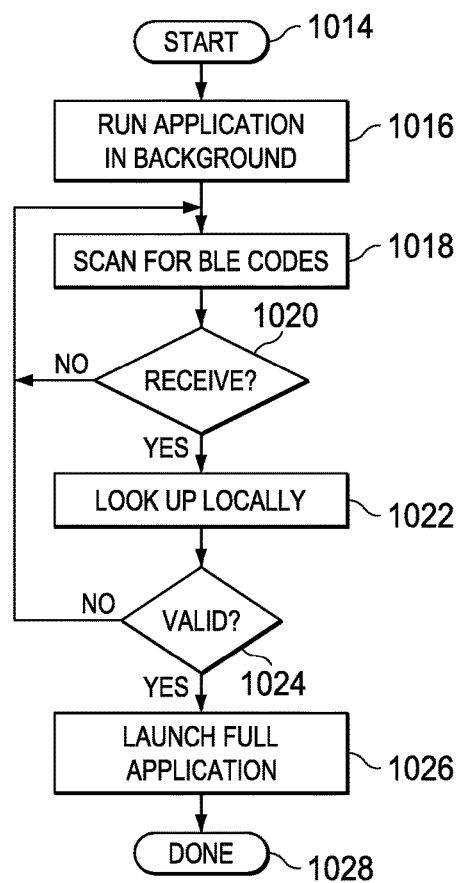 START
1014
RUN APPLICATION
IN BACKGROUND
1016
SCAN FOR BLE CODES
1018
1020
NO
RECEIVE?
YES
LOOK UP LOCALLY
1022
NO
VALID?
YES
1024
LAUNCH FULL
APPLICATION
1026
DONE
1028